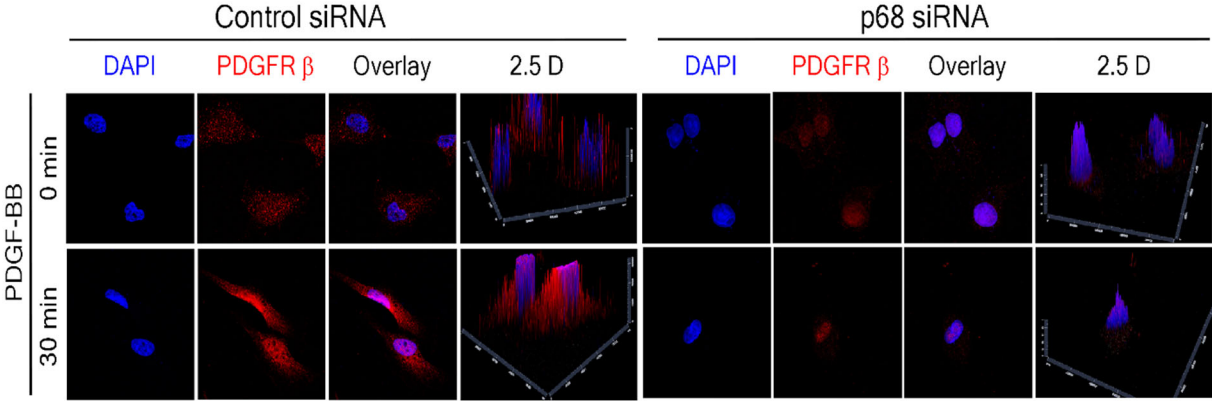 Control siRNA p68 siRNA
DAPI PDGFR β Overlay 2.5 D DAPI PDGFR β Overlay 2.5 D
PDGF-BB
0 min
30 min